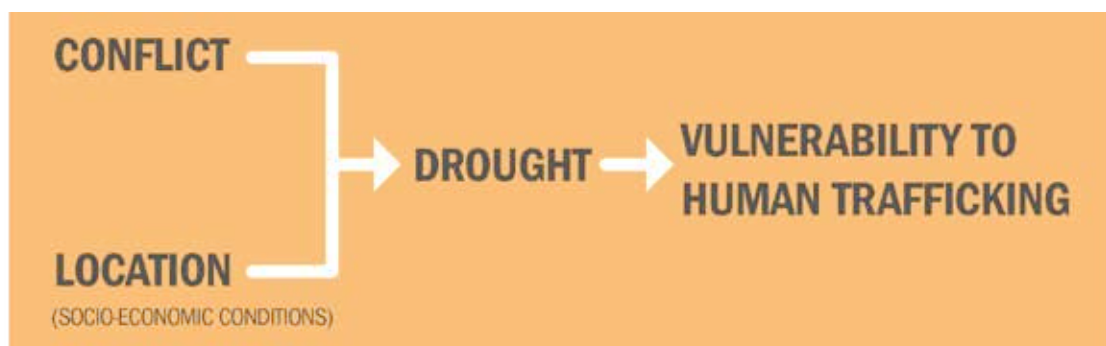 CONFLICT
DROUGHT
VULNERABILITY TO
HUMAN TRAFFICKING
LOCATION
(SOCIO-ECONOMIC CONDITIONS)